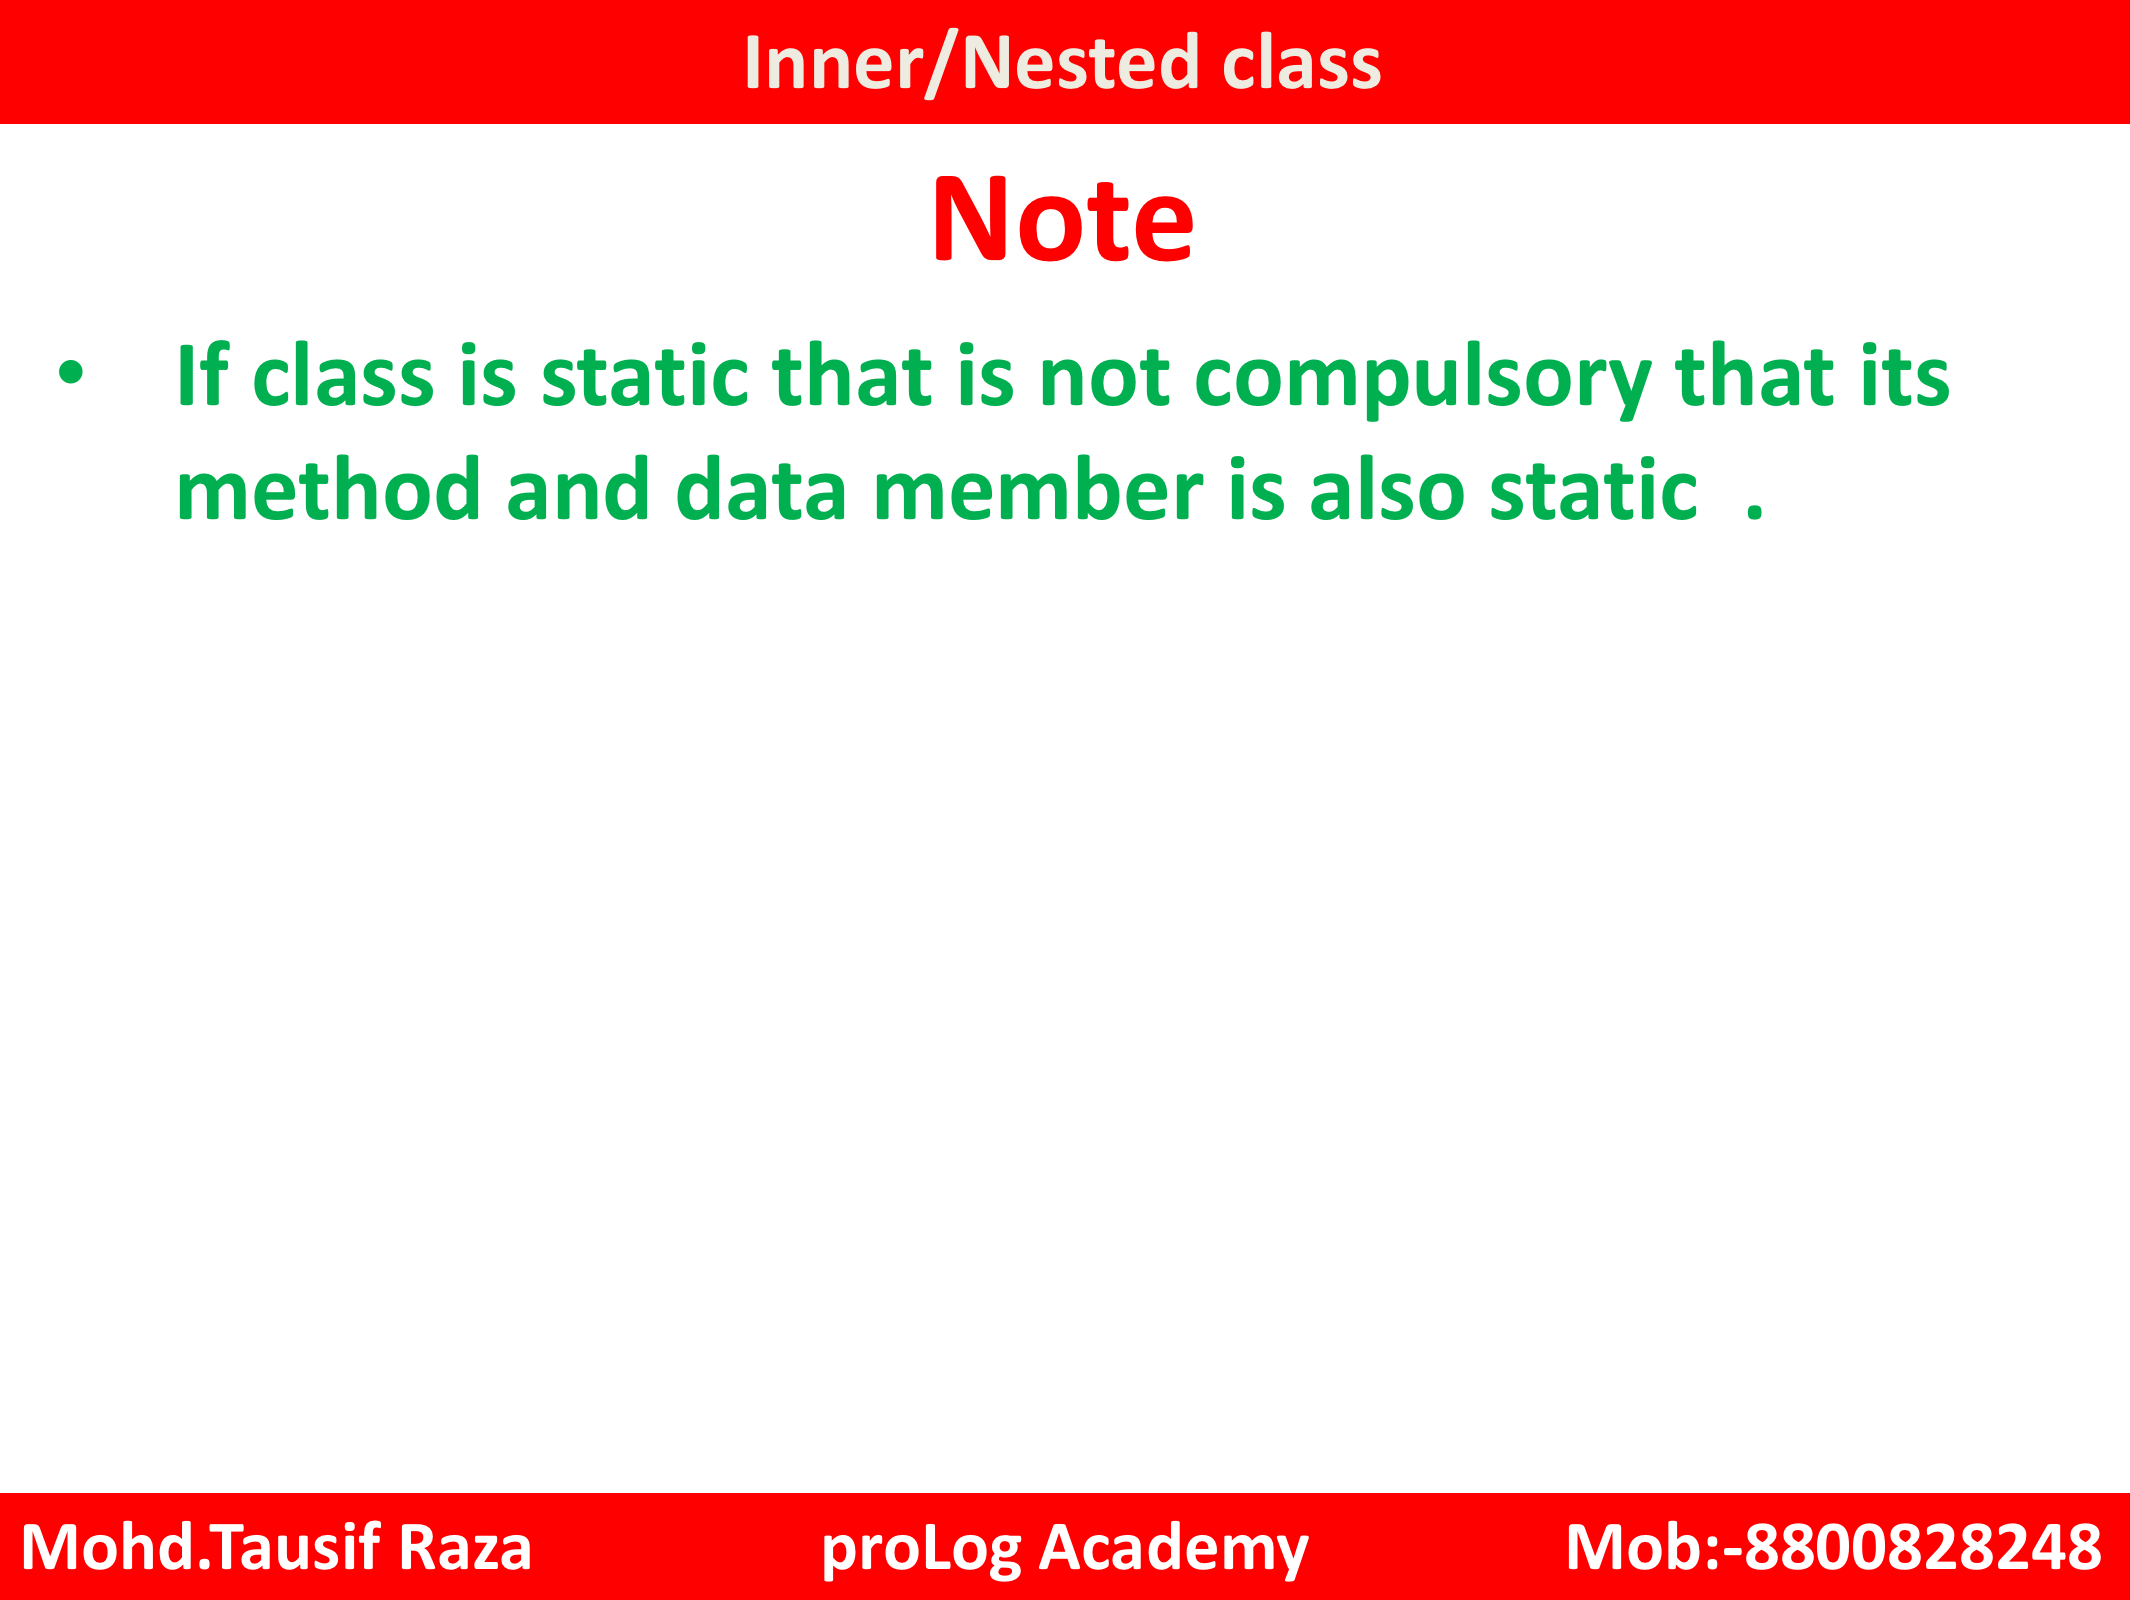 Inner/Nested class
Note
• If class is static that is not compulsory that its
method and data member is also static  .
Mohd.Tausif Raza proLog Academy Mob:-8800828248